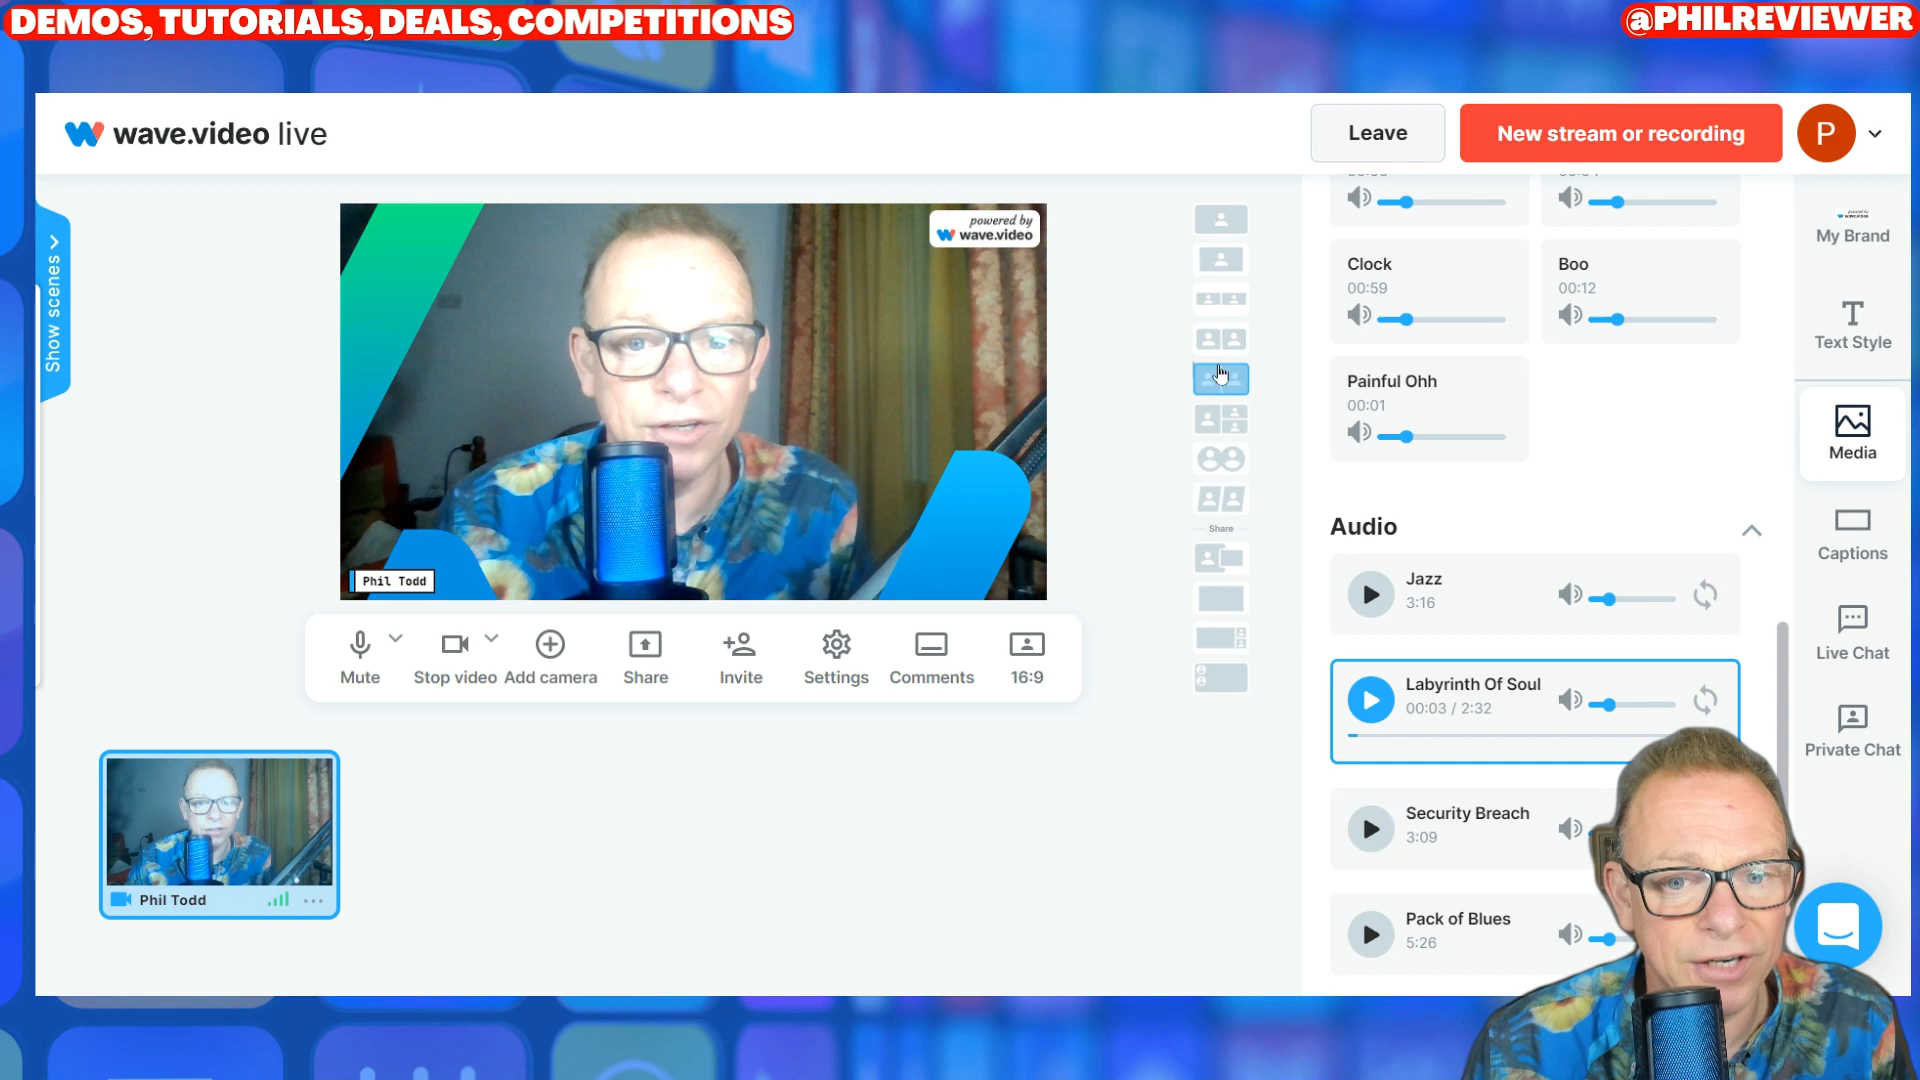 DEMOS, TUTORIALS, DEALS, COMPETITIONS
@PHILREVIEWER
wave.video live
Leave
New stream or recording
P
Show scenes
powered by
wave.video
Phil Todd
Mute
Stop video
Add camera
Share
Invite
Settings
Comments
16:9
Phil Todd
Share
Clock
00:59
Boo
00:12
Painful Ohh
00:01
Audio
Jazz
3:16
Labyrinth Of Soul
00:03 / 2:32
Security Breach
3:09
Pack of Blues
5:26
My Brand
Text Style
Media
Captions
Live Chat
Private Chat